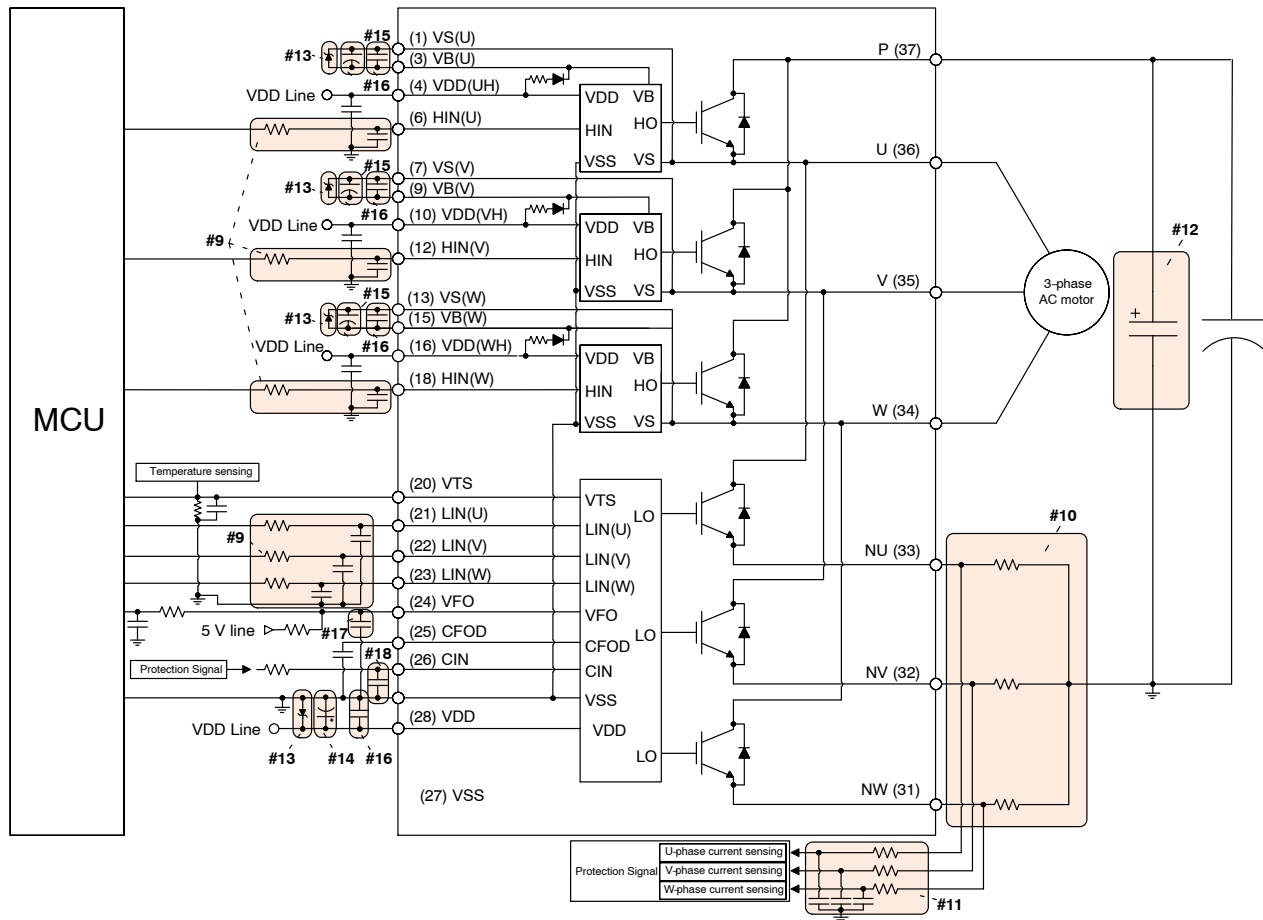 MCU
#15
(1) VS(U)
#13
(3) VB(U)
VDD Line
#16
(4) VDD(UH)
(6) HIN(U)
VDD VB
HO
HIN
VSS VS
P (37)
U (36)
#15
(7) VS(V)
#13
(9) VB(V)
#16
VDD Line
(10) VDD(VH)
#9
(12) HIN(V)
VDD VB
HIN HO
VSS VS
V (35)
3-phase
AC motor
#12
+
#15
(13) VS(W)
#13
(15) VB(W)
#16
VDD Line
(16) VDD(WH)
(18) HIN(W)
VDD VB
HIN HO
VSS VS
W (34)
Temperature sensing
(20) VTS
VTS
#9
(21) LIN(U)
LIN(U)
LO
(22) LIN(V)
LIN(V)
(23) LIN(W)
LIN(W)
(24) VFO
VFO
5 V line
#17
(25) CFOD
CFOD
LO
#18
Protection Signal
(26) CIN
CIN
VSS
VDD Line
+
(28) VDD
VDD
#13
#14
#16
LO
(27) VSS
#10
NU (33)
NV (32)
NW (31)
Protection Signal
U-phase current sensing
V-phase current sensing
W-phase current sensing
#11